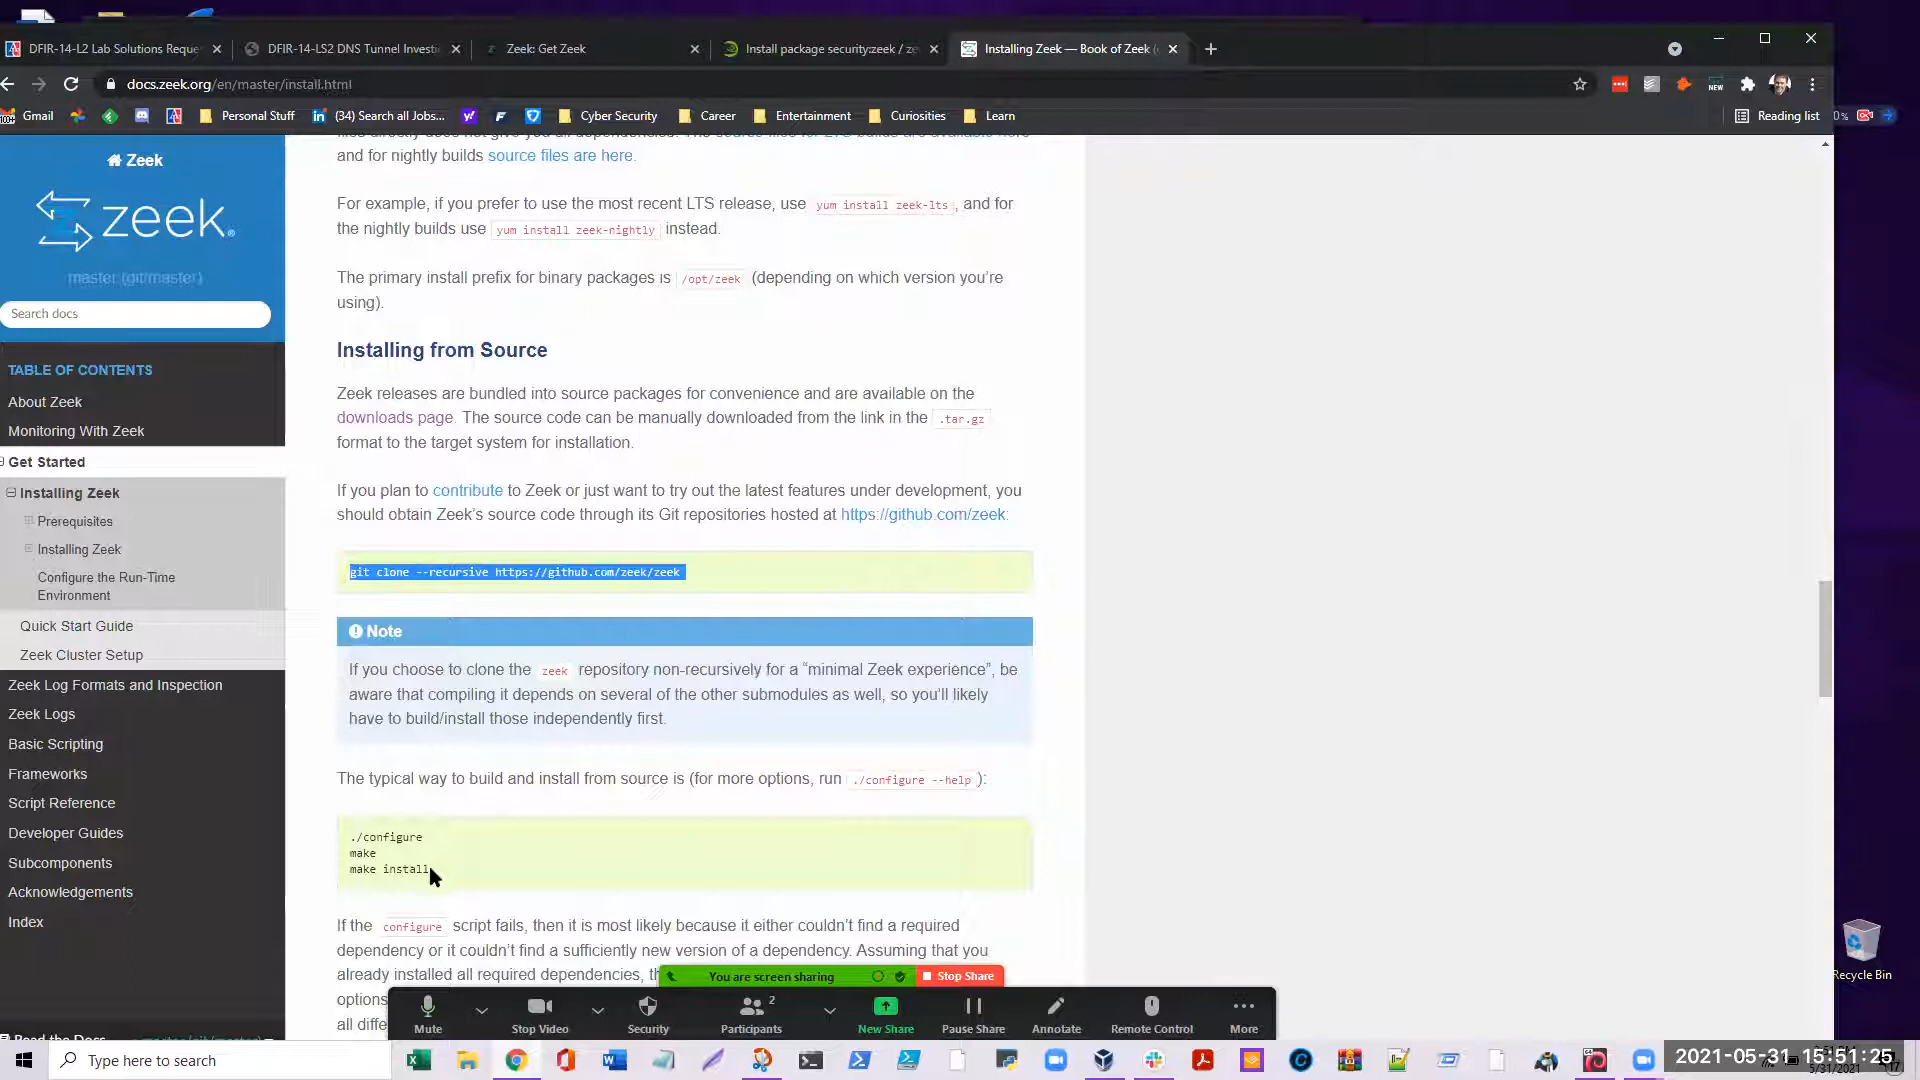 DFIR-14-L2 Lab Solutions Reque
DFIR-14-LS2 DNS Tunnel Investi
Zeek: Get Zeek
Install package security:zeek / ze
Installing Zeek — Book of Zeek (
docs.zeek.org/en/master/install.html
Gmail
Personal Stuff
(34) Search all Jobs...
Cyber Security
Career
Entertainment
Curiosities
Learn
Reading list
Zeek
zeek
master (git/master)
Search docs
TABLE OF CONTENTS
About Zeek
Monitoring With Zeek
Get Started
Installing Zeek
Prerequisites
Installing Zeek
Configure the Run-Time
Environment
Quick Start Guide
Zeek Cluster Setup
Zeek Log Formats and Inspection
Zeek Logs
Basic Scripting
Frameworks
Script Reference
Developer Guides
Subcomponents
Acknowledgements
Index
Read the Docs
and for nightly builds source files are here.
For example, if you prefer to use the most recent LTS release, use yum install zeek-lts, and for
the nightly builds use yum install zeek-nightly instead.
The primary install prefix for binary packages is /opt/zeek (depending on which version you’re
using).
Installing from Source
Zeek releases are bundled into source packages for convenience and are available on the
downloads page. The source code can be manually downloaded from the link in the .tar.gz
format to the target system for installation.
If you plan to contribute to Zeek or just want to try out the latest features under development, you
should obtain Zeek’s source code through its Git repositories hosted at https://github.com/zeek:
git clone --recursive https://github.com/zeek/zeek
Note
If you choose to clone the zeek repository non-recursively for a “minimal Zeek experience”, be
aware that compiling it depends on several of the other submodules as well, so you’ll likely
have to build/install those independently first.
The typical way to build and install from source is (for more options, run ./configure --help):
./configure
make
make install
If the configure script fails, then it is most likely because it either couldn’t find a required
dependency or it couldn’t find a sufficiently new version of a dependency. Assuming that you
already installed all required dependencies, th
options
all diffe
You are screen sharing
Stop Share
Mute
Stop Video
Security
Participants
2
New Share
Pause Share
Annotate
Remote Control
More
Recycle Bin
Type here to search
2021-05-31 15:51:25
5/31/2021